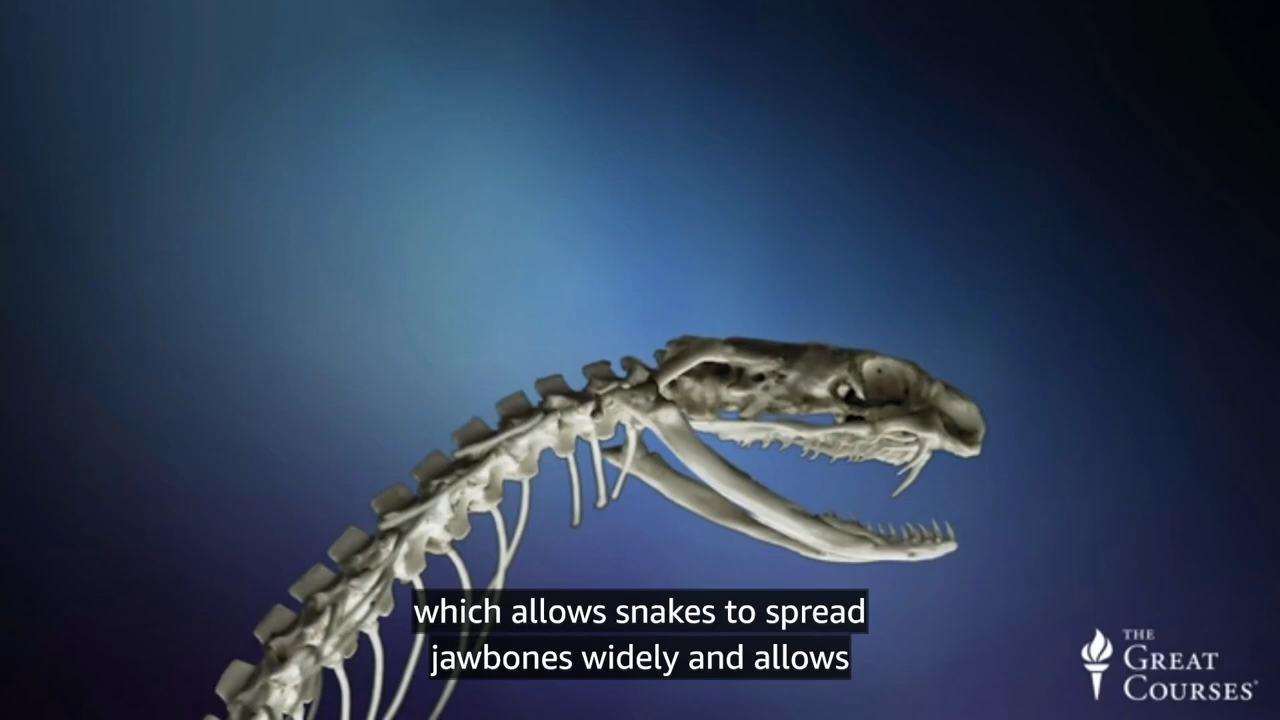 which allows snakes to spread
jawbones widely and allows
THE
GREAT
COURSES®